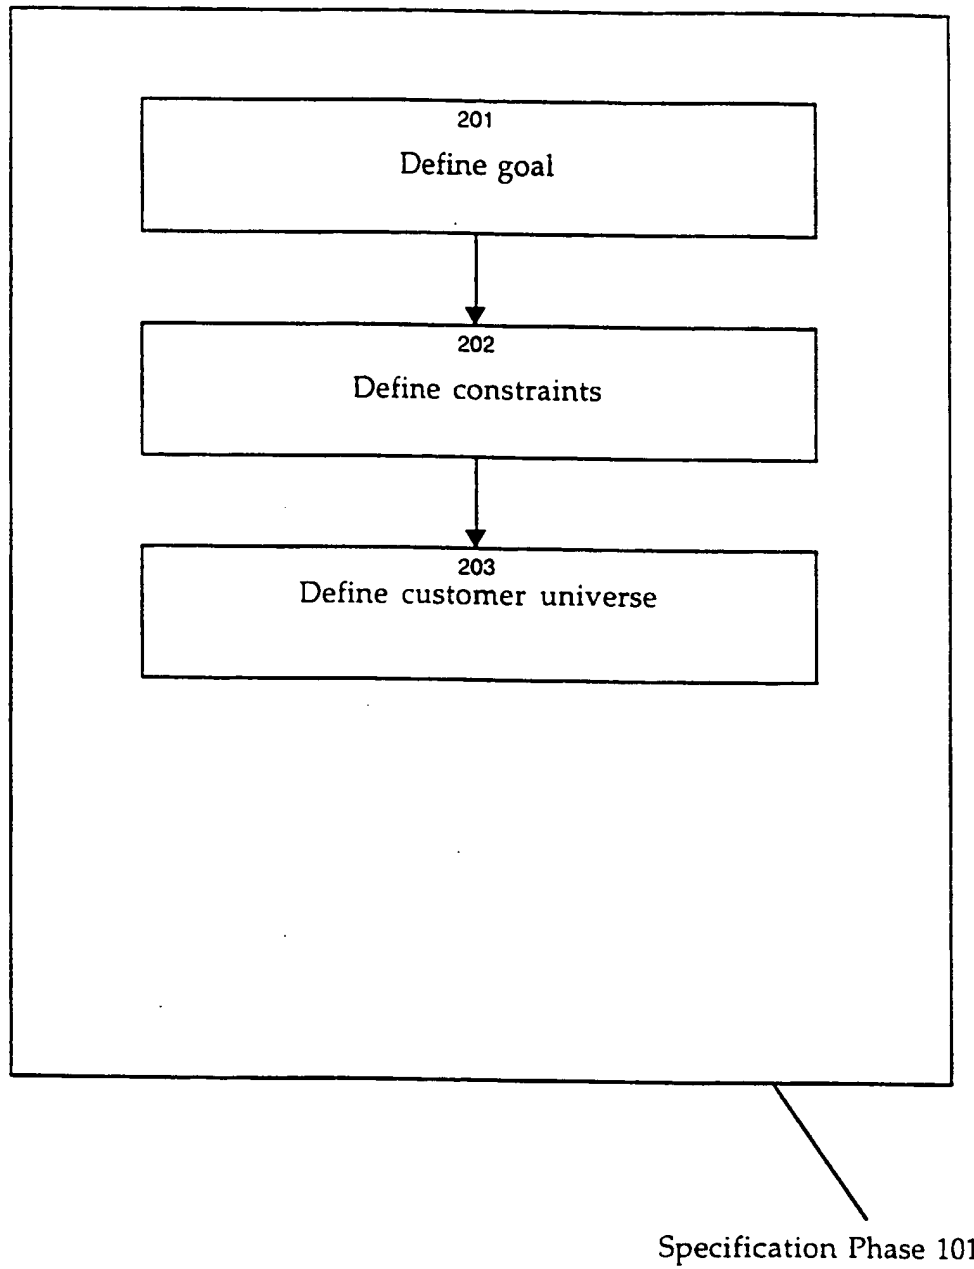 201
Define goal
202
Define constraints
203
Define customer universe
Specification Phase 101